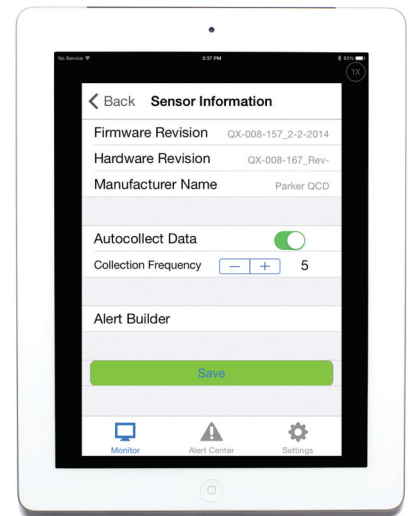 No Service 3:37 PM 83%
1X
Back Sensor Information
Firmware Revision QX-008-157_2-2-2014
Hardware Revision QX-008-167_Rev-
Manufacturer Name Parker QCD
Autocollect Data
Collection Frequency − + 5
Alert Builder
Save
Monitor Alert Center Settings